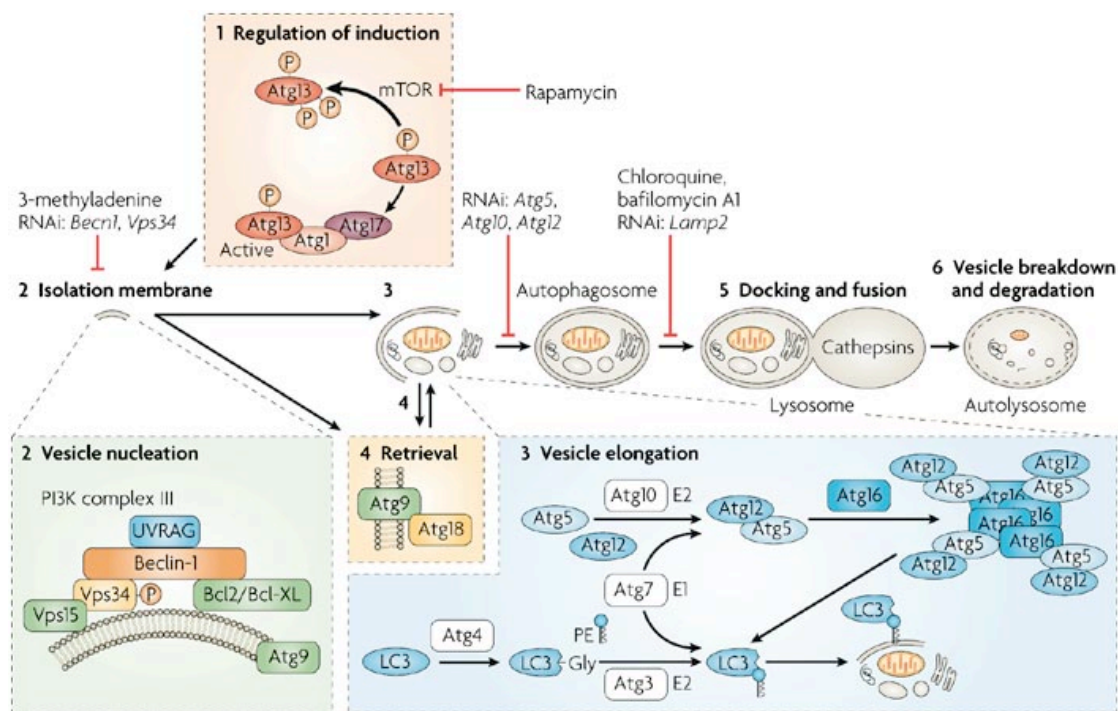 1 Regulation of induction
P
Atg13
P
P
mTOR
Rapamycin
P
Atg13
P
Atg13
Atg17
Atg1
Active
3-methyladenine
RNAi: Becn1, Vps34
RNAi: Atg5,
Atg10, Atg12
Chloroquine,
bafilomycin A1
RNAi: Lamp2
2 Isolation membrane
3
Autophagosome
5 Docking and fusion
6 Vesicle breakdown
and degradation
Cathepsins
Lysosome
Autolysosome
4
2 Vesicle nucleation
PI3K complex III
UVRAG
Beclin-1
Vps34
P
Bcl2/Bcl-XL
Vps15
Atg9
4 Retrieval
Atg9
Atg18
3 Vesicle elongation
Atg5
Atg12
Atg10 E2
Atg12
Atg5
Atg16
Atg12
Atg5
Atg12
Atg5
Atg16
Atg16
Atg16
Atg16
Atg5
Atg12
Atg5
Atg12
Atg7 E1
LC3
Atg4
LC3 Gly
PE
Atg3 E2
LC3
LC3